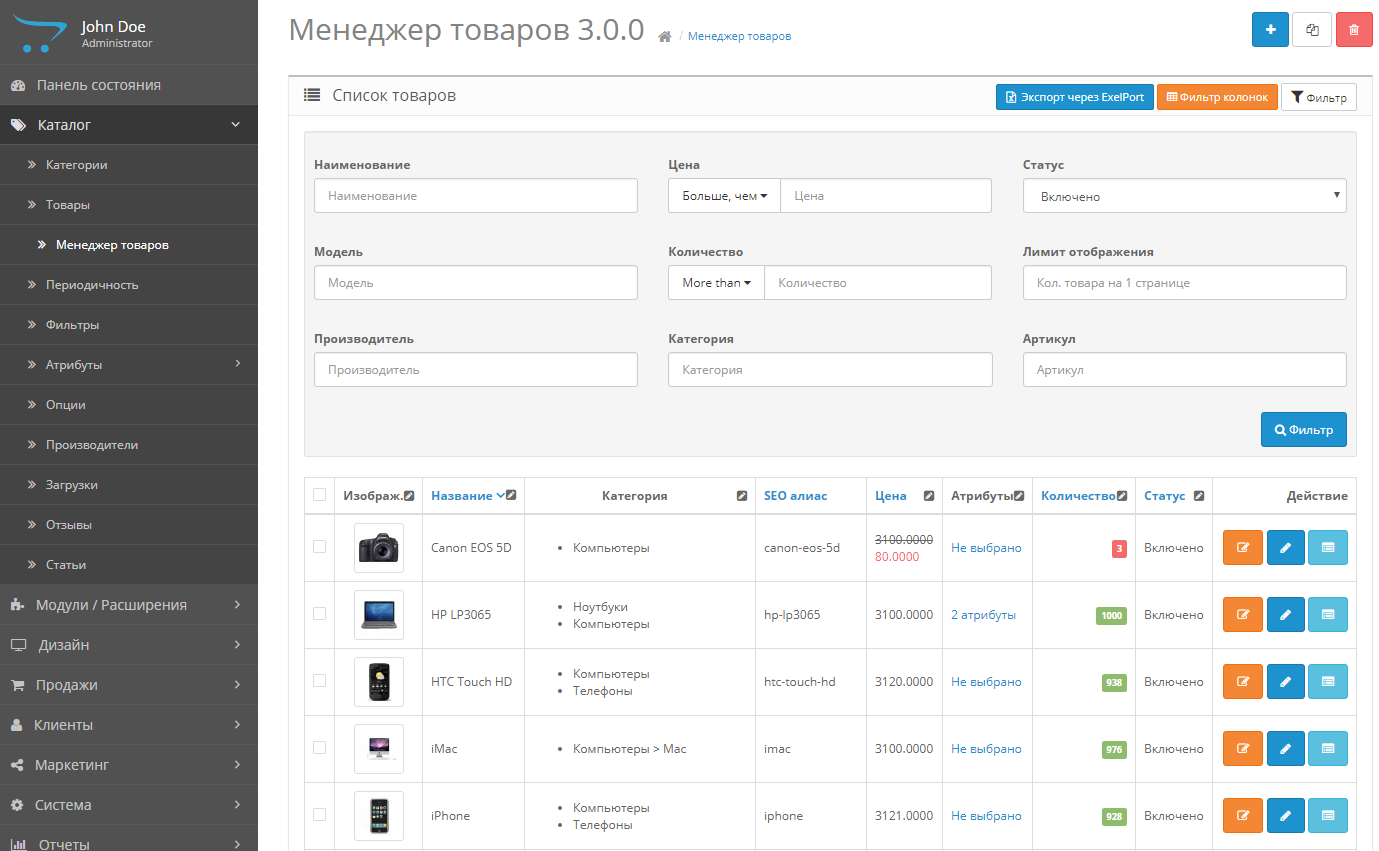 John Doe
Administrator
Панель состояния
Каталог
Категории
Товары
Менеджер товаров
Периодичность
Фильтры
Атрибуты
Опции
Производители
Загрузки
Отзывы
Статьи
Модули / Расширения
Дизайн
Продажи
Клиенты
Маркетинг
Система
Отчеты
Менеджер товаров 3.0.0 / Менеджер товаров
Список товаров Экспорт через ExelPort Фильтр колонок Фильтр
Наименование Цена Статус
Наименование Больше, чем Цена Включено
Модель Количество Лимит отображения
Модель More than Количество Кол. товара на 1 странице
Производитель Категория Артикул
Производитель Категория Артикул
Фильтр
Изображ. Название Категория SEO алиас Цена Атрибуты Количество Статус Действие
Canon EOS 5D • Компьютеры canon-eos-5d 3100.0000 Не выбрано 3 Включено
80.0000
HP LP3065 • Ноутбуки hp-lp3065 3100.0000 2 атрибуты 1000 Включено
• Компьютеры
HTC Touch HD • Компьютеры htc-touch-hd 3120.0000 Не выбрано 938 Включено
• Телефоны
iMac • Компьютеры > Mac imac 3100.0000 Не выбрано 976 Включено
iPhone • Компьютеры iphone 3121.0000 Не выбрано 928 Включено
• Телефоны